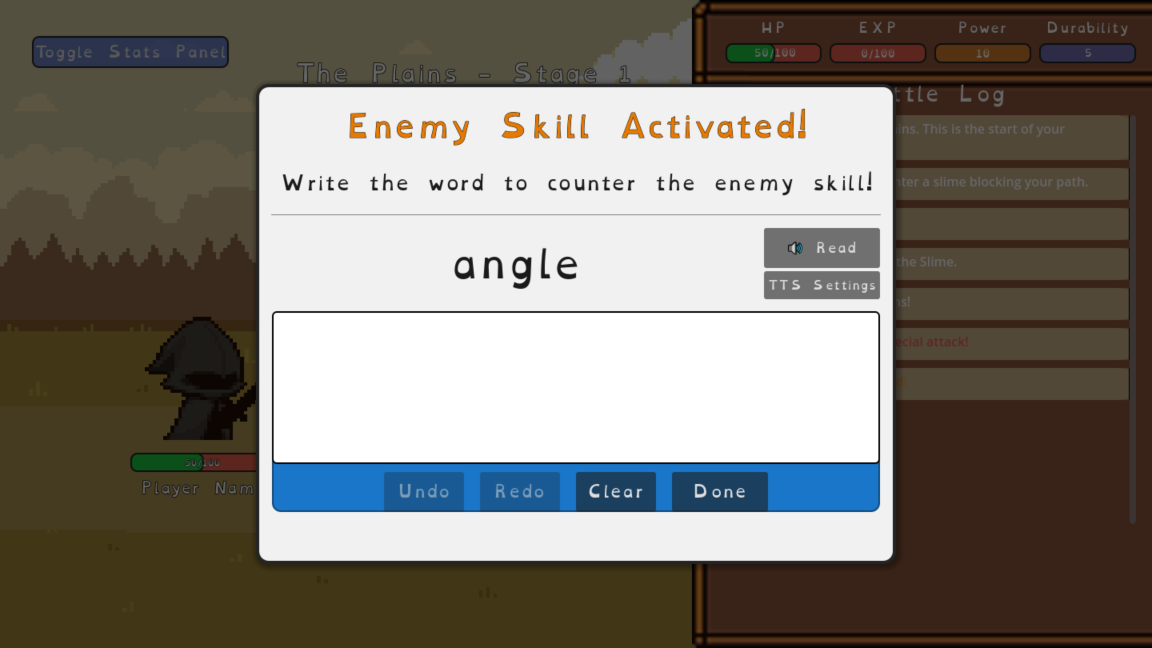 Toggle Stats Panel
HP EXP Power Durability
50/100 0/100 10 5
The Plains - Stage 1
ttle Log
ins. This is the start of your
nter a slime blocking your path.
the Slime.
ns!
ecial attack!
Enemy Skill Activated!
Write the word to counter the enemy skill!
angle
Read
TTS Settings
Undo Redo Clear Done
50/100
Player Nam